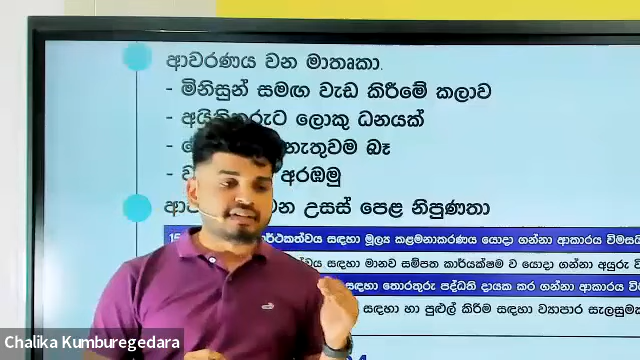 ආවරණය වන මාතෘකා.
- මිනිසුන් සමඟ වැඩ කිරීමේ කලාව
- අයිතිකරුට ලොකු ධනයක්
නැතුවම බෑ
අරඹමු
වන උසස් පෙළ නිපුණතා
සඳහා මූල්‍ය කළමනාකරණය යොදා ගන්නා ආකාරය
සඳහා මානව සම්පත කාර්යක්ෂම ව යොදා ගන්නා අයුරු
සඳහා තොරතුරු පද්ධති දායක කර ගන්නා ආකාරය
සඳහා හා පුළුල් කිරීම සඳහා ව්‍යාපාර
Chalika Kumburegedara